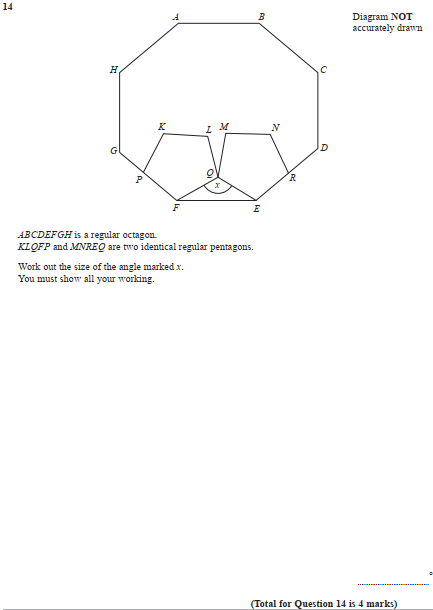 14
Diagram NOT
accurately drawn
A
B
H
C
K
L
M
N
G
D
P
Q
R
x
F
E
ABCDEFGH is a regular octagon.
KLQFP and MNREQ are two identical regular pentagons.
Work out the size of the angle marked x.
You must show all your working.
°
(Total for Question 14 is 4 marks)